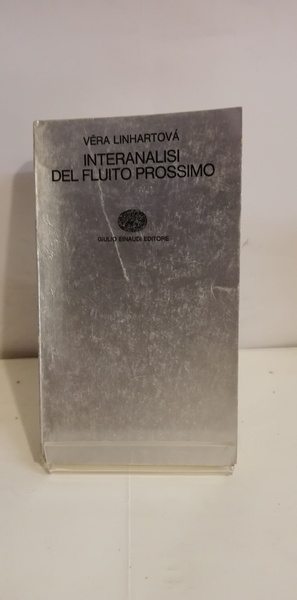 VĚRA LINHARTOVÁ
INTERANALISI
DEL FLUITO PROSSIMO
GIULIO EINAUDI EDITORE